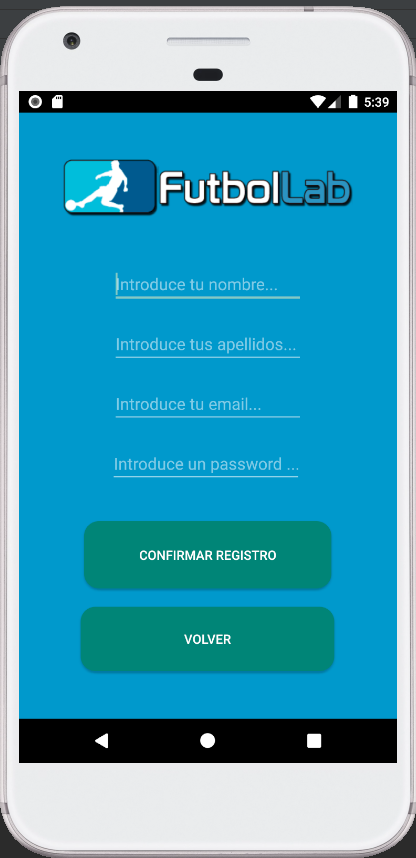 5:39
FutbolLab
Introduce tu nombre...
Introduce tus apellidos...
Introduce tu email...
Introduce un password ...
CONFIRMAR REGISTRO
VOLVER